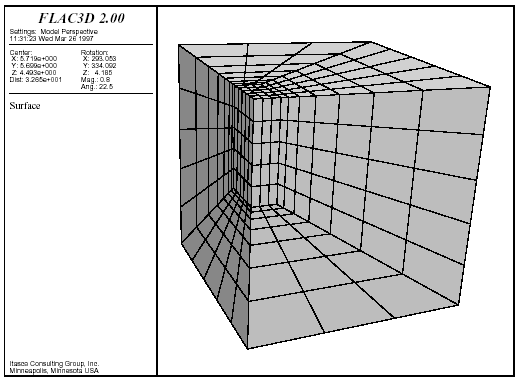 FLAC3D 2.00
Settings: Model Perspective
11:31:23 Wed Mar 26 1997
Center: Rotation:
X: 5.719e+000 X: 293.053
Y: 5.699e+000 Y: 334.092
Z: 4.493e+000 Z: 4.185
Dist: 3.265e+001 Mag.: 0.8
Ang.: 22.5
Surface
Itasca Consulting Group, Inc.
Minneapolis, Minnesota USA